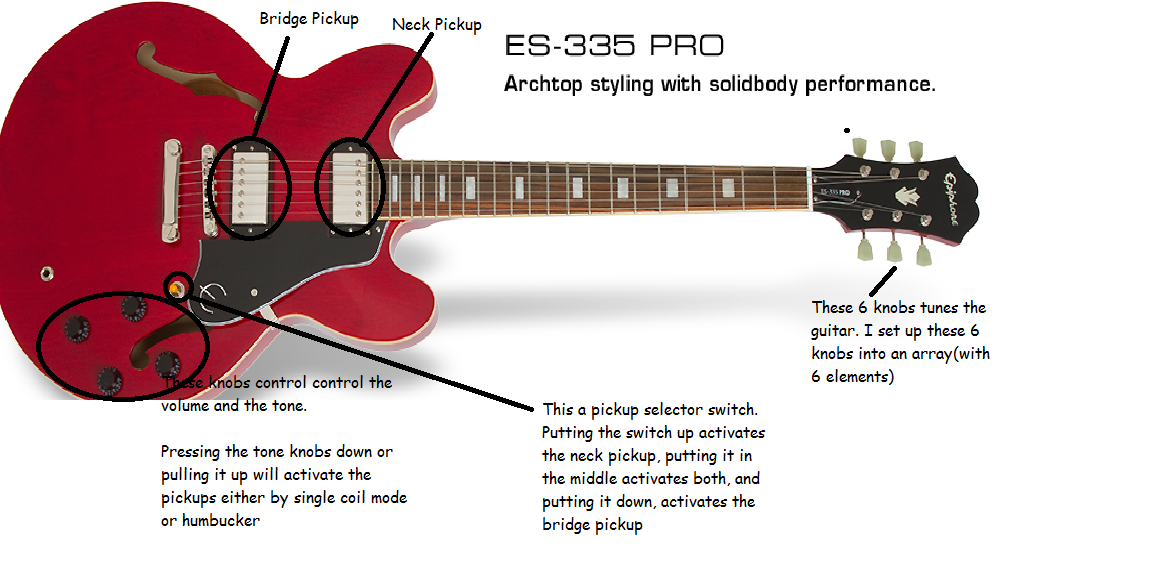 Bridge Pickup
Neck Pickup
ES-335 PRO
Archtop styling with solidbody performance.
ES-335 PRO
Epiphone
These 6 knobs tunes the
guitar. I set up these 6
knobs into an array(with
6 elements)
These knobs control control the
volume and the tone.
Pressing the tone knobs down or
pulling it up will activate the
pickups either by single coil mode
or humbucker
This a pickup selector switch.
Putting the switch up activates
the neck pickup, putting it in
the middle activates both, and
putting it down, activates the
bridge pickup